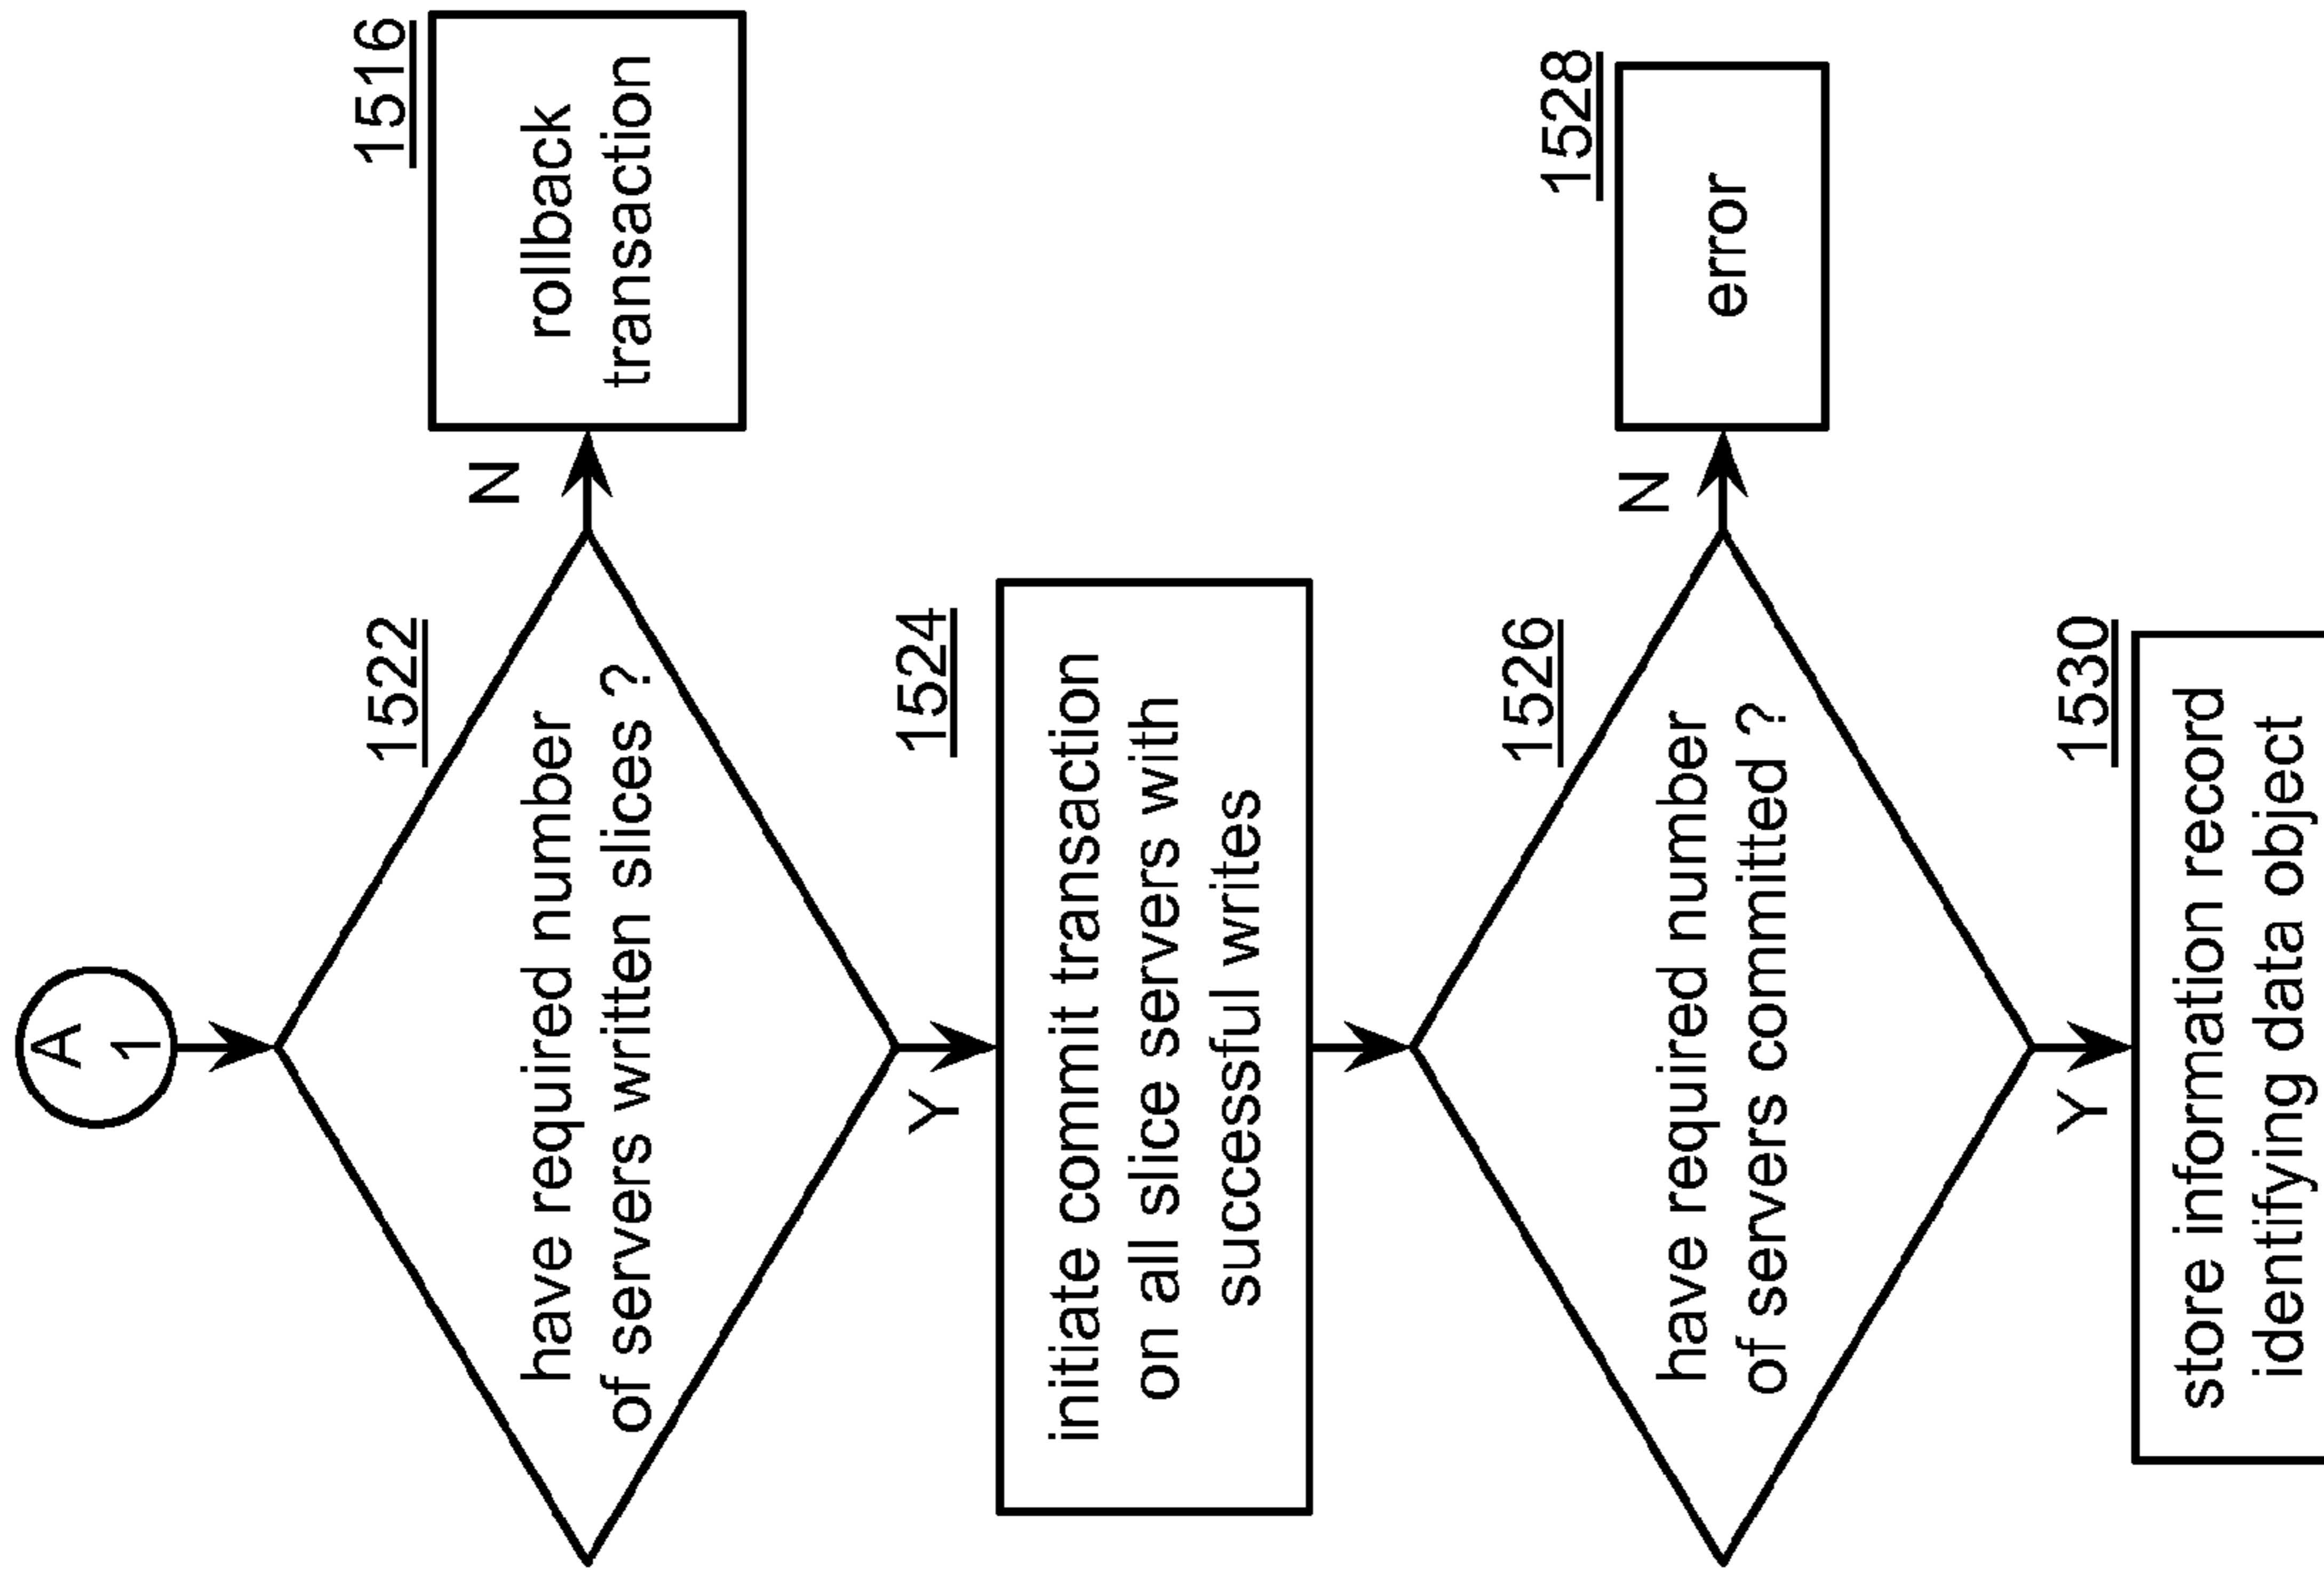 A
1
1522
have required number
of servers written slices ?
N
1516
rollback
transaction
Y
1524
initiate commit transaction
on all slice servers with
successful writes
1526
have required number
of servers committed ?
N
1528
error
Y
1530
store information record
identifying data object